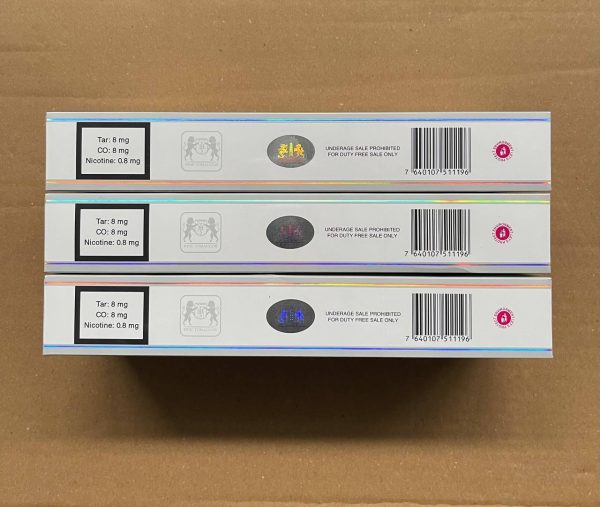 Tar: 8 mg
CO: 8 mg
Nicotine: 0.8 mg
UNDERAGE SALE PROHIBITED
FOR DUTY FREE SALE ONLY
7 640107 511196
Tar: 8 mg
CO: 8 mg
Nicotine: 0.8 mg
UNDERAGE SALE PROHIBITED
FOR DUTY FREE SALE ONLY
7 640107 511196
Tar: 8 mg
CO: 8 mg
Nicotine: 0.8 mg
UNDERAGE SALE PROHIBITED
FOR DUTY FREE SALE ONLY
7 640107 511196